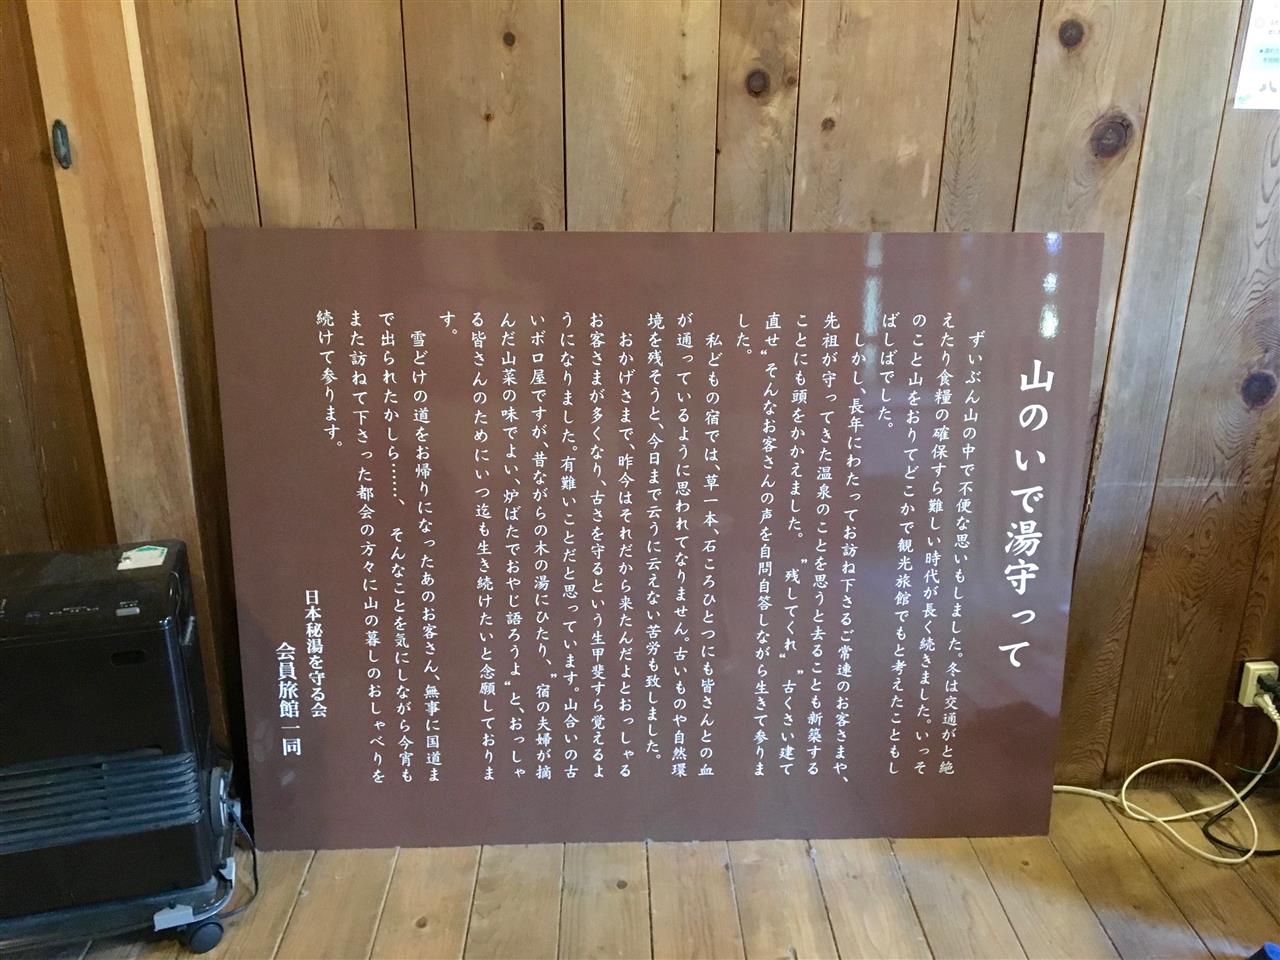 山のいで湯守って
ずいぶん山の中で不便な思いもしました。冬は交通がと絶
えたり食糧の確保すら難しい時代が長く続きました。いっそ
のこと山をおりてどこかで観光旅館でもと考えたこともし
ばしばでした。
しかし、長年にわたってお訪ね下さるご常連のお客さまや、
先祖が守ってきた温泉のことを思うと去ることも新築する
ことにも頭をかかえました。〝残してくれ〟〝古くさい建て
直せ〟そんなお客さんの声を自問自答しながら生きて参りま
した。
私どもの宿では、草一本、石ころひとつにも皆さんとの血
が通っているように思われてなりません。古いものや自然環
境を残そうと、今日まで云うに云えない苦労も致しました。
おかげさまで、昨今はそれだから来たんだよとおっしゃる
お客さまが多くなり、古さを守るという生甲斐すら覚えるよ
うになりました。有難いことだと思っています。山合いの古
いボロ屋ですが、昔ながらの木の湯にひたり、〝宿の夫婦が摘
んだ山菜の味でよい、炉ばたでおやじ語ろうよ〟と、おっしゃ
る皆さんのためにいつ迄も生き続けたいと念願しておりま
す。
雪どけの道をお帰りになったあのお客さん、無事に国道ま
で出られたかしら……、そんなことを気にしながら今宵も
また訪ねて下さった都会の方々に山の暮しのおしゃべりを
続けて参ります。
日本秘湯を守る会
会員旅館一同